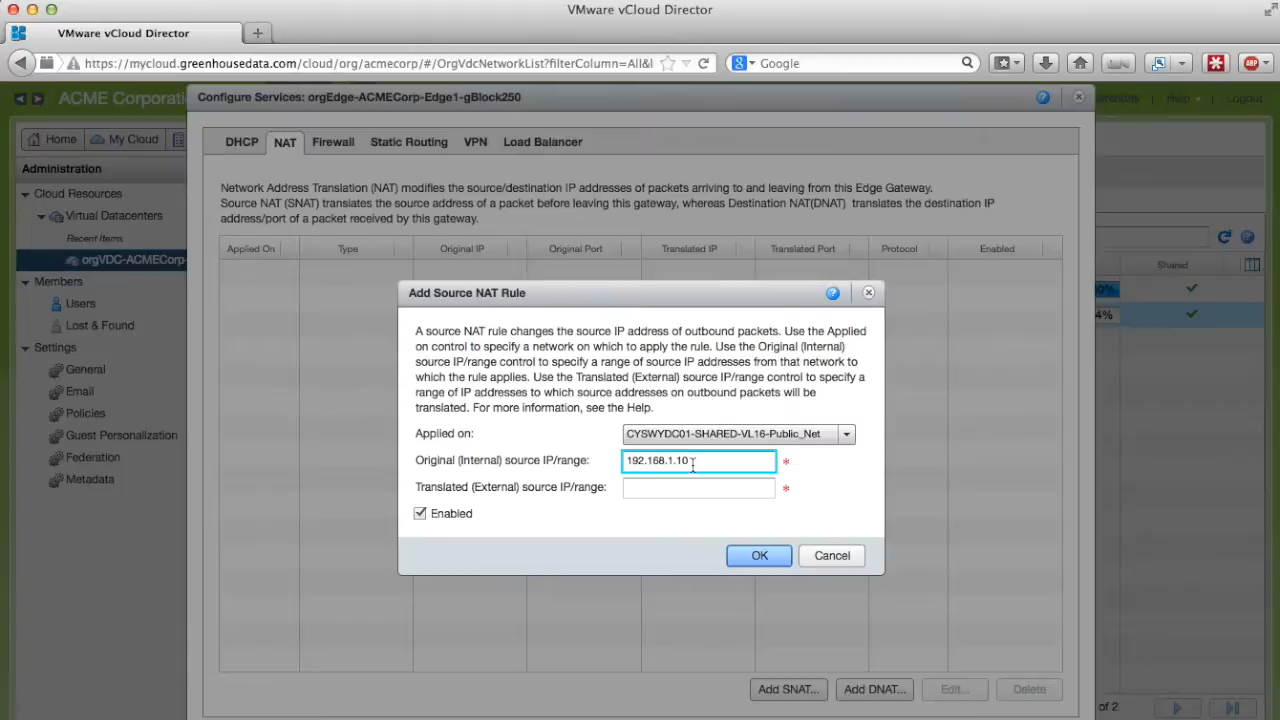 VMware vCloud Director
VMware vCloud Director
https://mycloud.greenhousedata.com/cloud/org/acmecorp/#/OrgVdcNetworkList?filterColumn=All&l
Google
ABP
ACME Corporati
Configure Services: orgEdge-ACMECorp-Edge1-gBlock250
Help
Logout
Home
My Cloud
DHCP
NAT
Firewall
Static Routing
VPN
Load Balancer
Administration
Cloud Resources
Virtual Datacenters
Recent Items
orgVDC-ACMECorp-
Members
Users
Lost & Found
Settings
General
Email
Policies
Guest Personalization
Federation
Metadata
Network Address Translation (NAT) modifies the source/destination IP addresses of packets arriving to and leaving from this Edge Gateway.
Source NAT (SNAT) translates the source address of a packet before leaving this gateway, whereas Destination NAT(DNAT) translates the destination IP
address/port of a packet received by this gateway.
Applied On
Type
Original IP
Original Port
Translated IP
Translated Port
Protocol
Enabled
Shared
4%
Add Source NAT Rule
A source NAT rule changes the source IP address of outbound packets. Use the Applied
on control to specify a network on which to apply the rule. Use the Original (Internal)
source IP/range control to specify a range of source IP addresses from that network to
which the rule applies. Use the Translated (External) source IP/range control to specify a
range of IP addresses to which source addresses on outbound packets will be
translated. For more information, see the Help.
Applied on:
CYSWYDC01-SHARED-VL16-Public_Net
Original (Internal) source IP/range:
192.168.1.10
*
Translated (External) source IP/range:
*
Enabled
OK
Cancel
Add SNAT...
Add DNAT...
Edit...
Delete
of 2